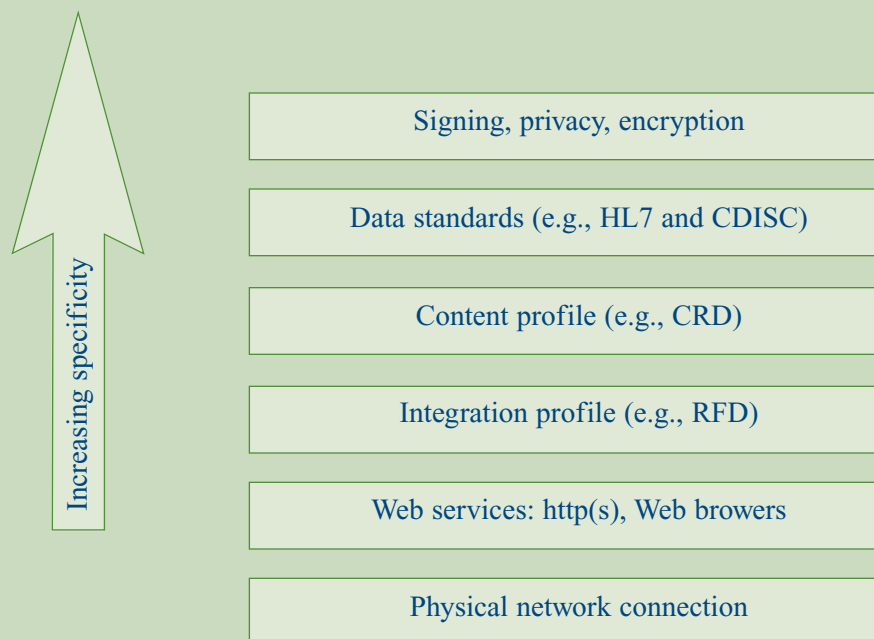 Increasing specificity
Signing, privacy, encryption
Data standards (e.g., HL7 and CDISC)
Content profile (e.g., CRD)
Integration profile (e.g., RFD)
Web services: http(s), Web browers
Physical network connection